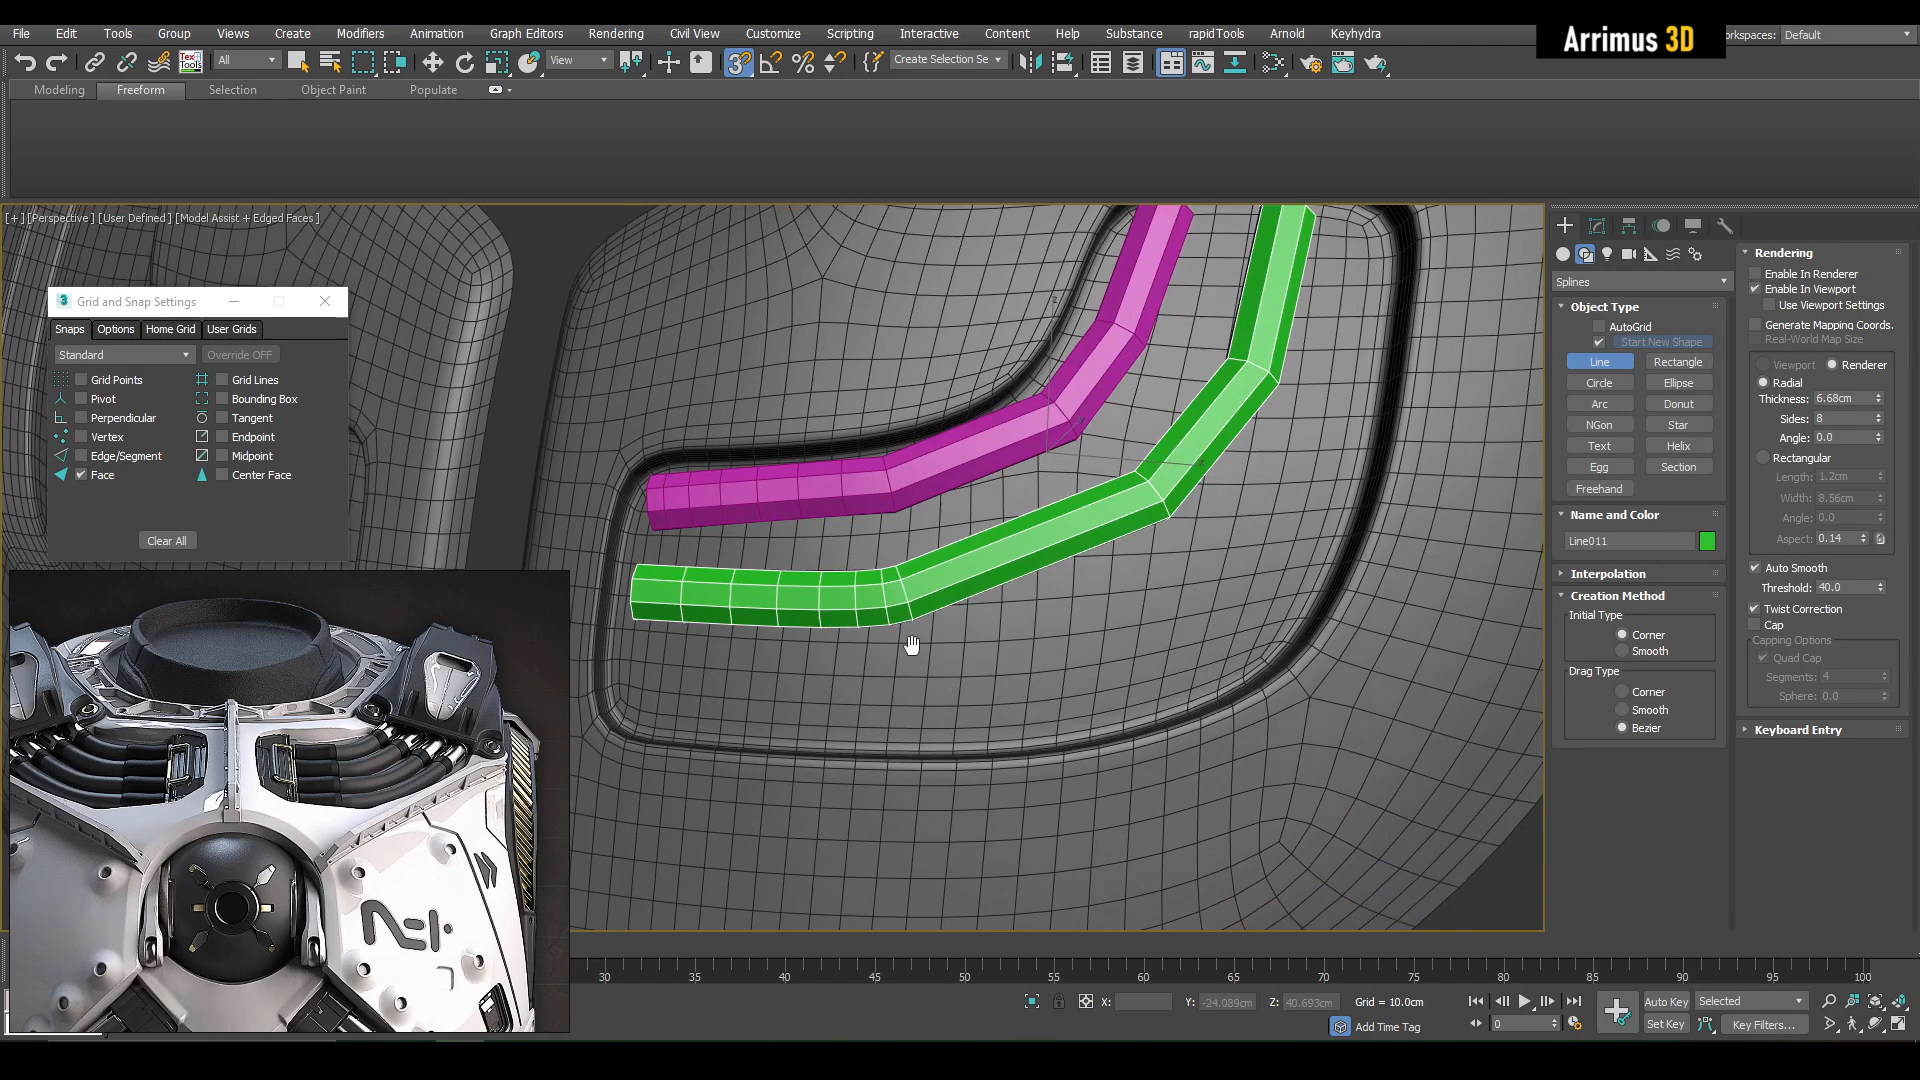 File Edit Tools Group Views Create Modifiers Animation Graph Editors Rendering Civil View Customize Scripting Interactive Content Help Substance rapidTools Arnold Keyhydra
Arrimus 3D
orkspaces: Default
All
View
Create Selection Se
Modeling Freeform Selection Object Paint Populate
[+] [Perspective ] [User Defined ] [Model Assist + Edged Faces ]
3 Grid and Snap Settings
Snaps Options Home Grid User Grids
Standard Override OFF
Grid Points Grid Lines
Pivot Bounding Box
Perpendicular Tangent
Vertex Endpoint
Edge/Segment Midpoint
Face Center Face
Clear All
Splines
Object Type
AutoGrid
Start New Shape
Line Rectangle
Circle Ellipse
Arc Donut
NGon Star
Text Helix
Egg Section
Freehand
Name and Color
Line011
Interpolation
Creation Method
Initial Type
Corner
Smooth
Drag Type
Corner
Smooth
Bezier
Rendering
Enable In Renderer
Enable In Viewport
Use Viewport Settings
Generate Mapping Coords.
Real-World Map Size
Viewport Renderer
Radial
Thickness: 6.68cm
Sides: 8
Angle: 0.0
Rectangular
Length: 1.2cm
Width: 8.56cm
Angle: 0.0
Aspect: 0.14
Auto Smooth
Threshold: 40.0
Twist Correction
Cap
Capping Options
Quad Cap
Segments: 4
Sphere: 0.0
Keyboard Entry
30 35 40 45 50 55 60 65 70 75 80 85 90 95 100
X: Y: -24.089cm Z: 40.693cm Grid = 10.0cm
Add Time Tag
0
Auto Key Selected
Set Key Key Filters...